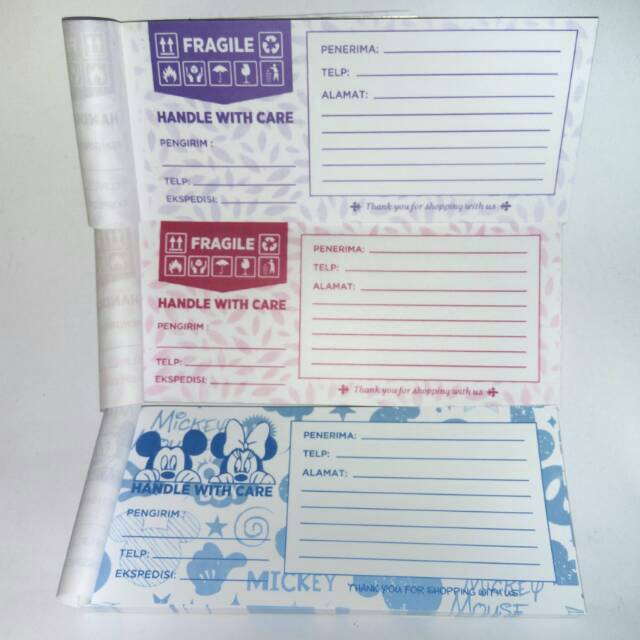 FRAGILE
HANDLE WITH CARE
PENGIRIM :
TELP:
EKSPEDISI:
PENERIMA:
TELP:
ALAMAT:
Thank you for shopping with us
FRAGILE
HANDLE WITH CARE
PENGIRIM :
TELP:
EKSPEDISI:
PENERIMA:
TELP:
ALAMAT:
Thank you for shopping with us
MICKEY
MOUSE
HANDLE WITH CARE
PENGIRIM :
TELP:
EKSPEDISI:
PENERIMA:
TELP:
ALAMAT:
MICKEY
THANK YOU FOR SHOPPING WITH US
MICKEY
MOUSE